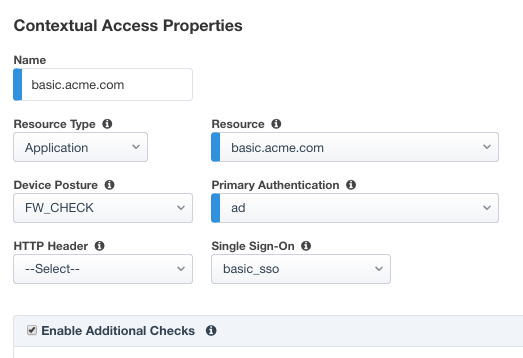 Contextual Access Properties
Name
basic.acme.com
Resource Type Resource
Application basic.acme.com
Device Posture Primary Authentication
FW_CHECK ad
HTTP Header Single Sign-On
--Select-- basic_sso
Enable Additional Checks